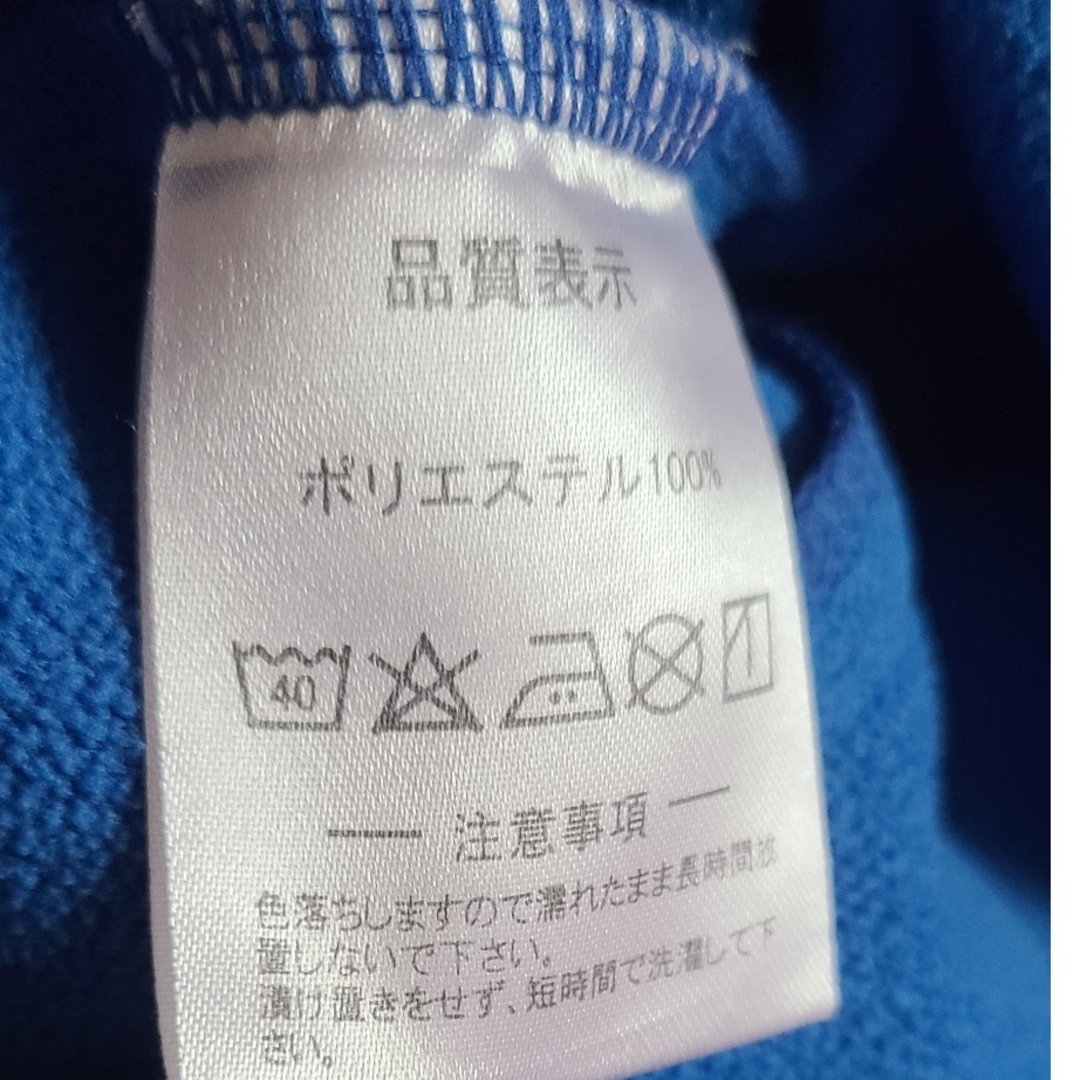 品質表示
ポリエステル100%
40
注意事項
色落ちしますので濡れたまま長時間放
置しないで下さい。
漬け置きをせず、短時間で洗濯して下
さい。